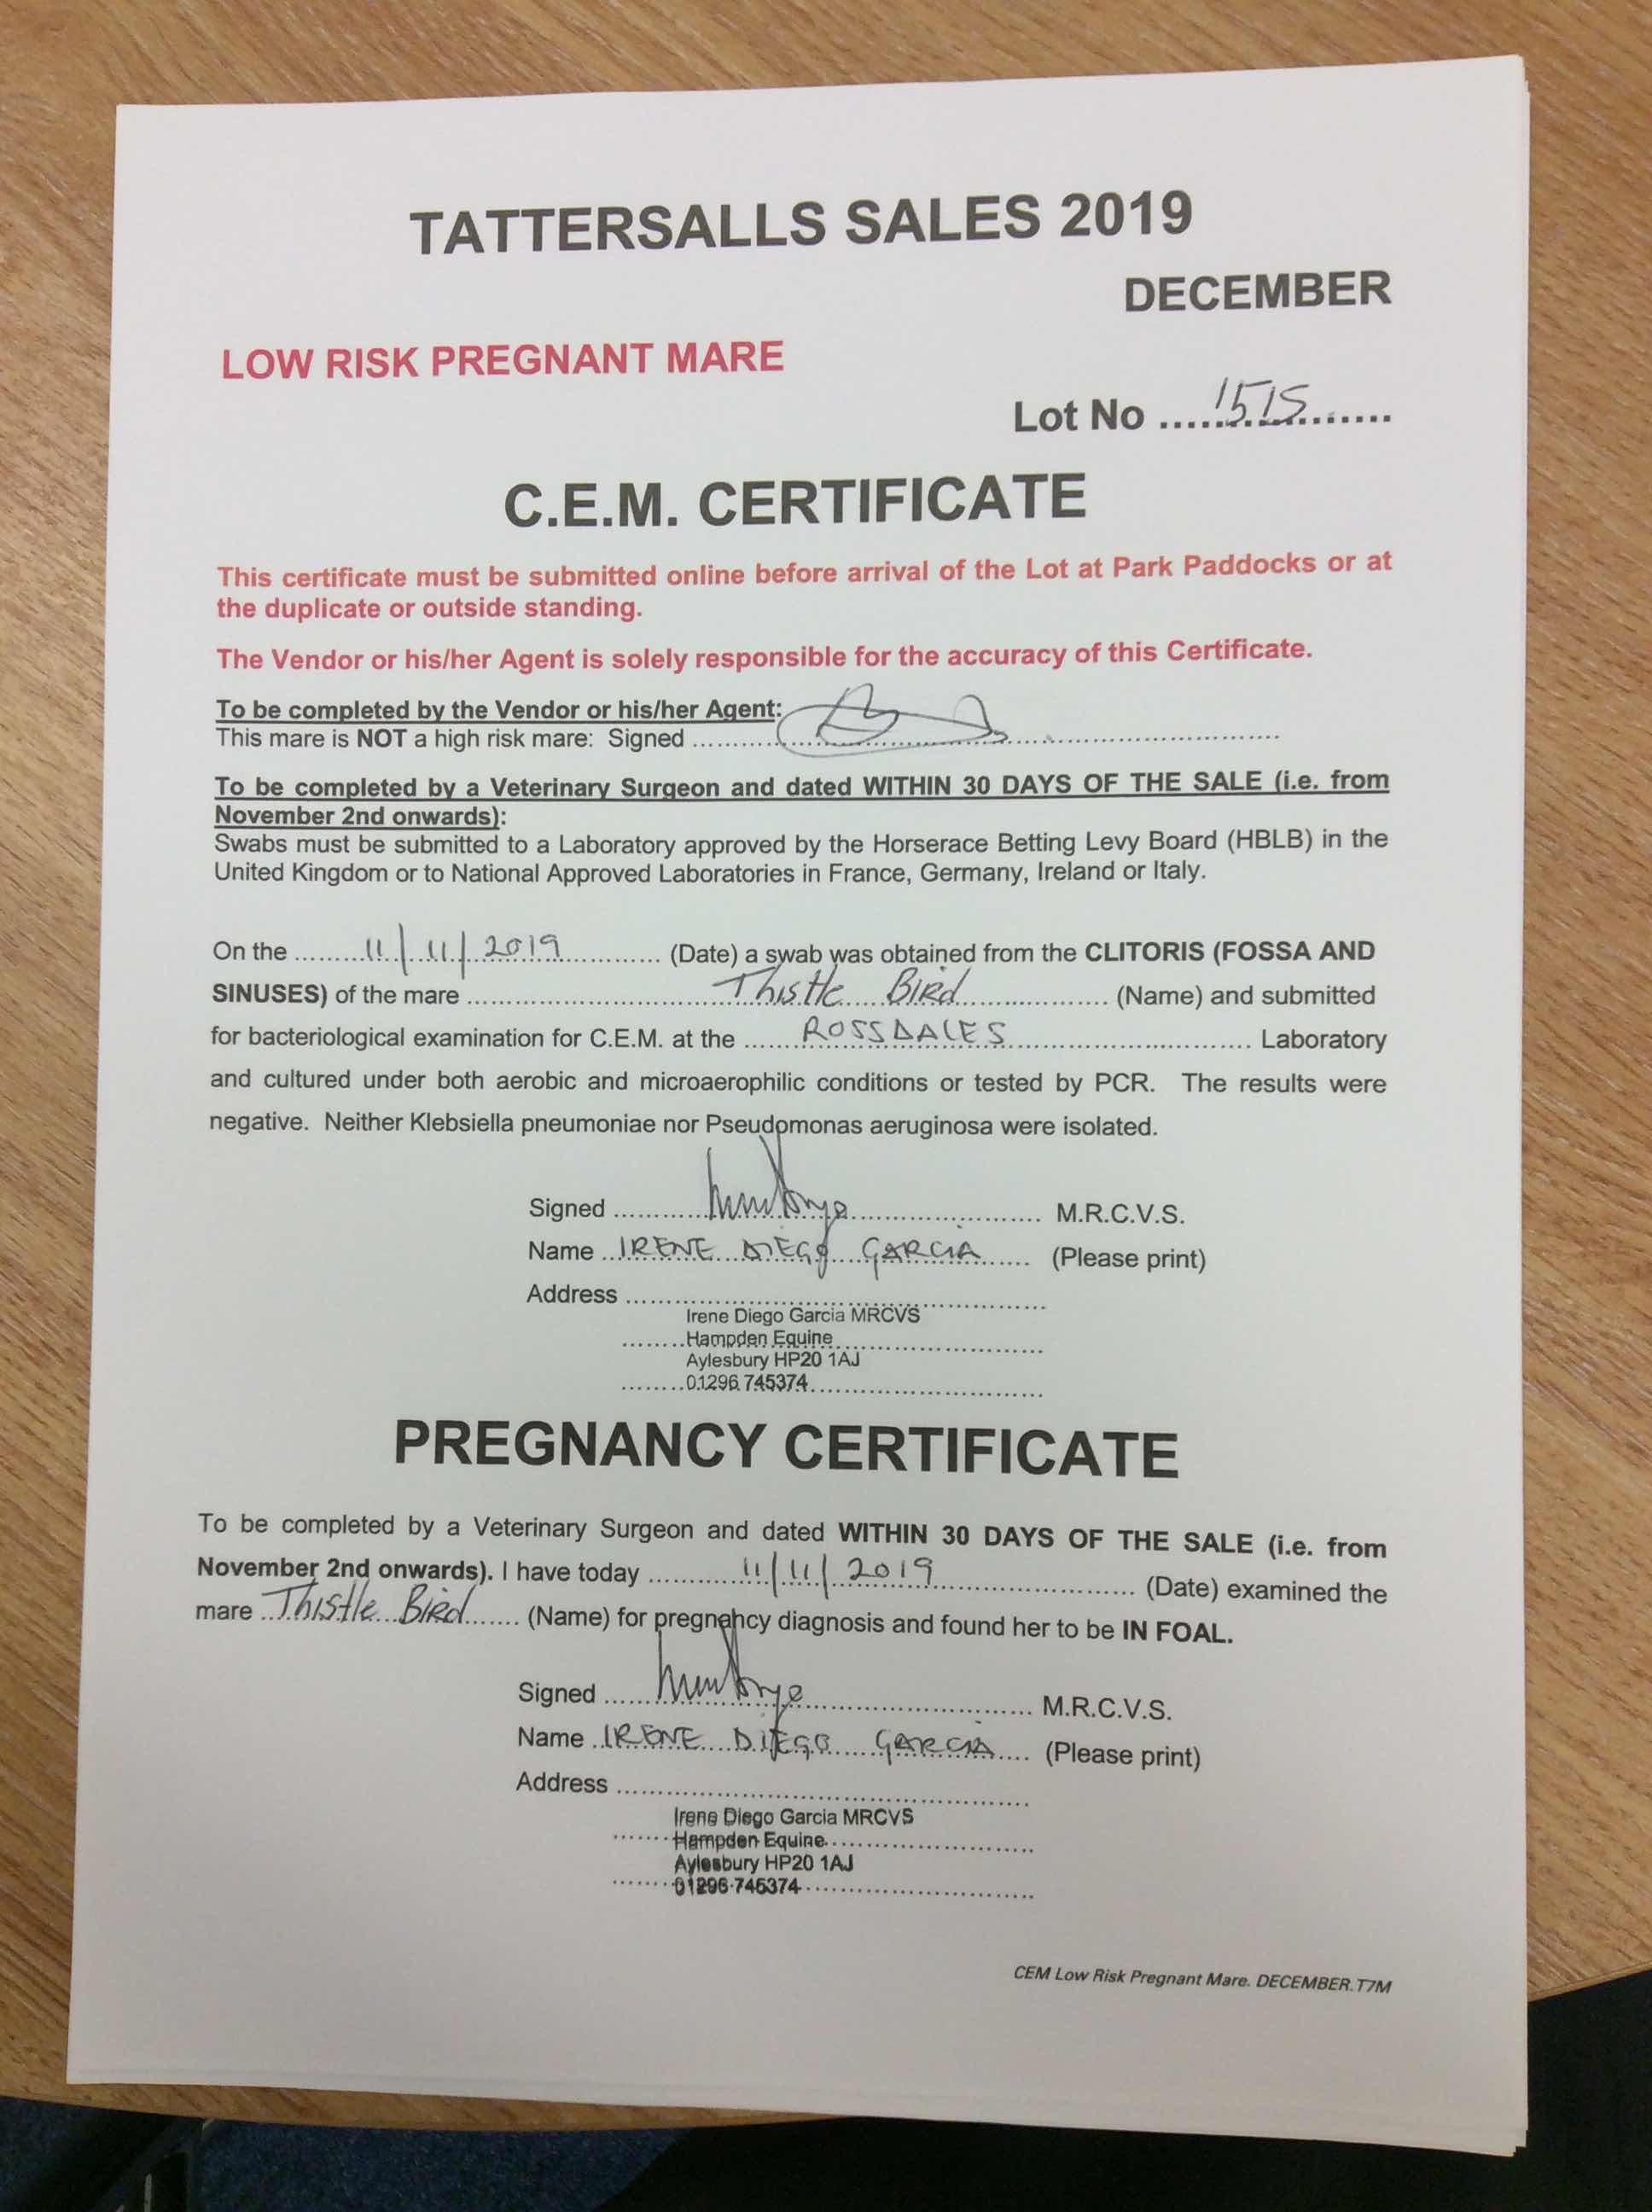 TATTERSALLS SALES 2019
DECEMBER
LOW RISK PREGNANT MARE
Lot No ......1515.......
C.E.M. CERTIFICATE
This certificate must be submitted online before arrival of the Lot at Park Paddocks or at
the duplicate or outside standing.
The Vendor or his/her Agent is solely responsible for the accuracy of this Certificate.
To be completed by the Vendor or his/her Agent:
This mare is NOT a high risk mare: Signed
To be completed by a Veterinary Surgeon and dated WITHIN 30 DAYS OF THE SALE (i.e. from
November 2nd onwards):
Swabs must be submitted to a Laboratory approved by the Horserace Betting Levy Board (HBLB) in the
United Kingdom or to National Approved Laboratories in France, Germany, Ireland or Italy.
On the 11/11/2019 (Date) a swab was obtained from the CLITORIS (FOSSA AND
SINUSES) of the mare Thistle Bird (Name) and submitted
for bacteriological examination for C.E.M. at the ROSSDALES Laboratory
and cultured under both aerobic and microaerophilic conditions or tested by PCR. The results were
negative. Neither Klebsiella pneumoniae nor Pseudomonas aeruginosa were isolated.
Signed M.R.C.V.S.
Name IRENE DIEGO GARCIA (Please print)
Address
Irene Diego Garcia MRCVS
Hampden Equine
Aylesbury HP20 1AJ
01296 745374
PREGNANCY CERTIFICATE
To be completed by a Veterinary Surgeon and dated WITHIN 30 DAYS OF THE SALE (i.e. from
November 2nd onwards). I have today 11/11/2019 (Date) examined the
mare Thistle Bird (Name) for pregnancy diagnosis and found her to be IN FOAL.
Signed M.R.C.V.S.
Name IRENE DIEGO GARCIA (Please print)
Address
Irene Diego Garcia MRCVS
Hampden Equine
Aylesbury HP20 1AJ
01296 745374
CEM Low Risk Pregnant Mare. DECEMBER.T7M